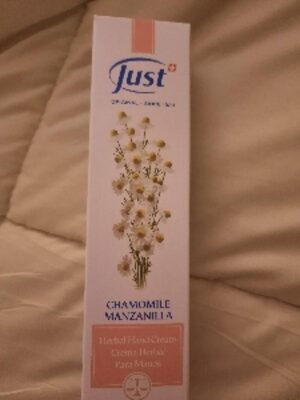 Just
CHAMOMILE
MANZANILLA
Herbal Hand Cream
Crema Herbal
Para Manos